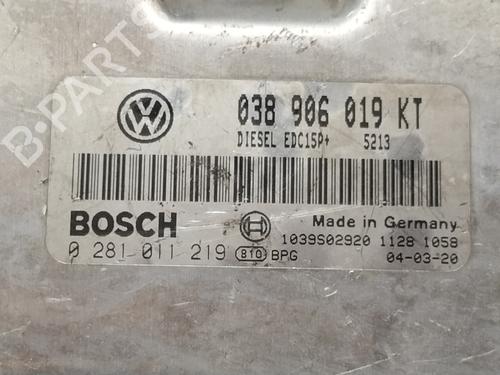 B-PARTS
038 906 019 KT
DIESEL EDC15P+ 5213
BOSCH
Made in Germany
1039S02920 1128 1058
0 281 011 219 810 BPG
04-03-20